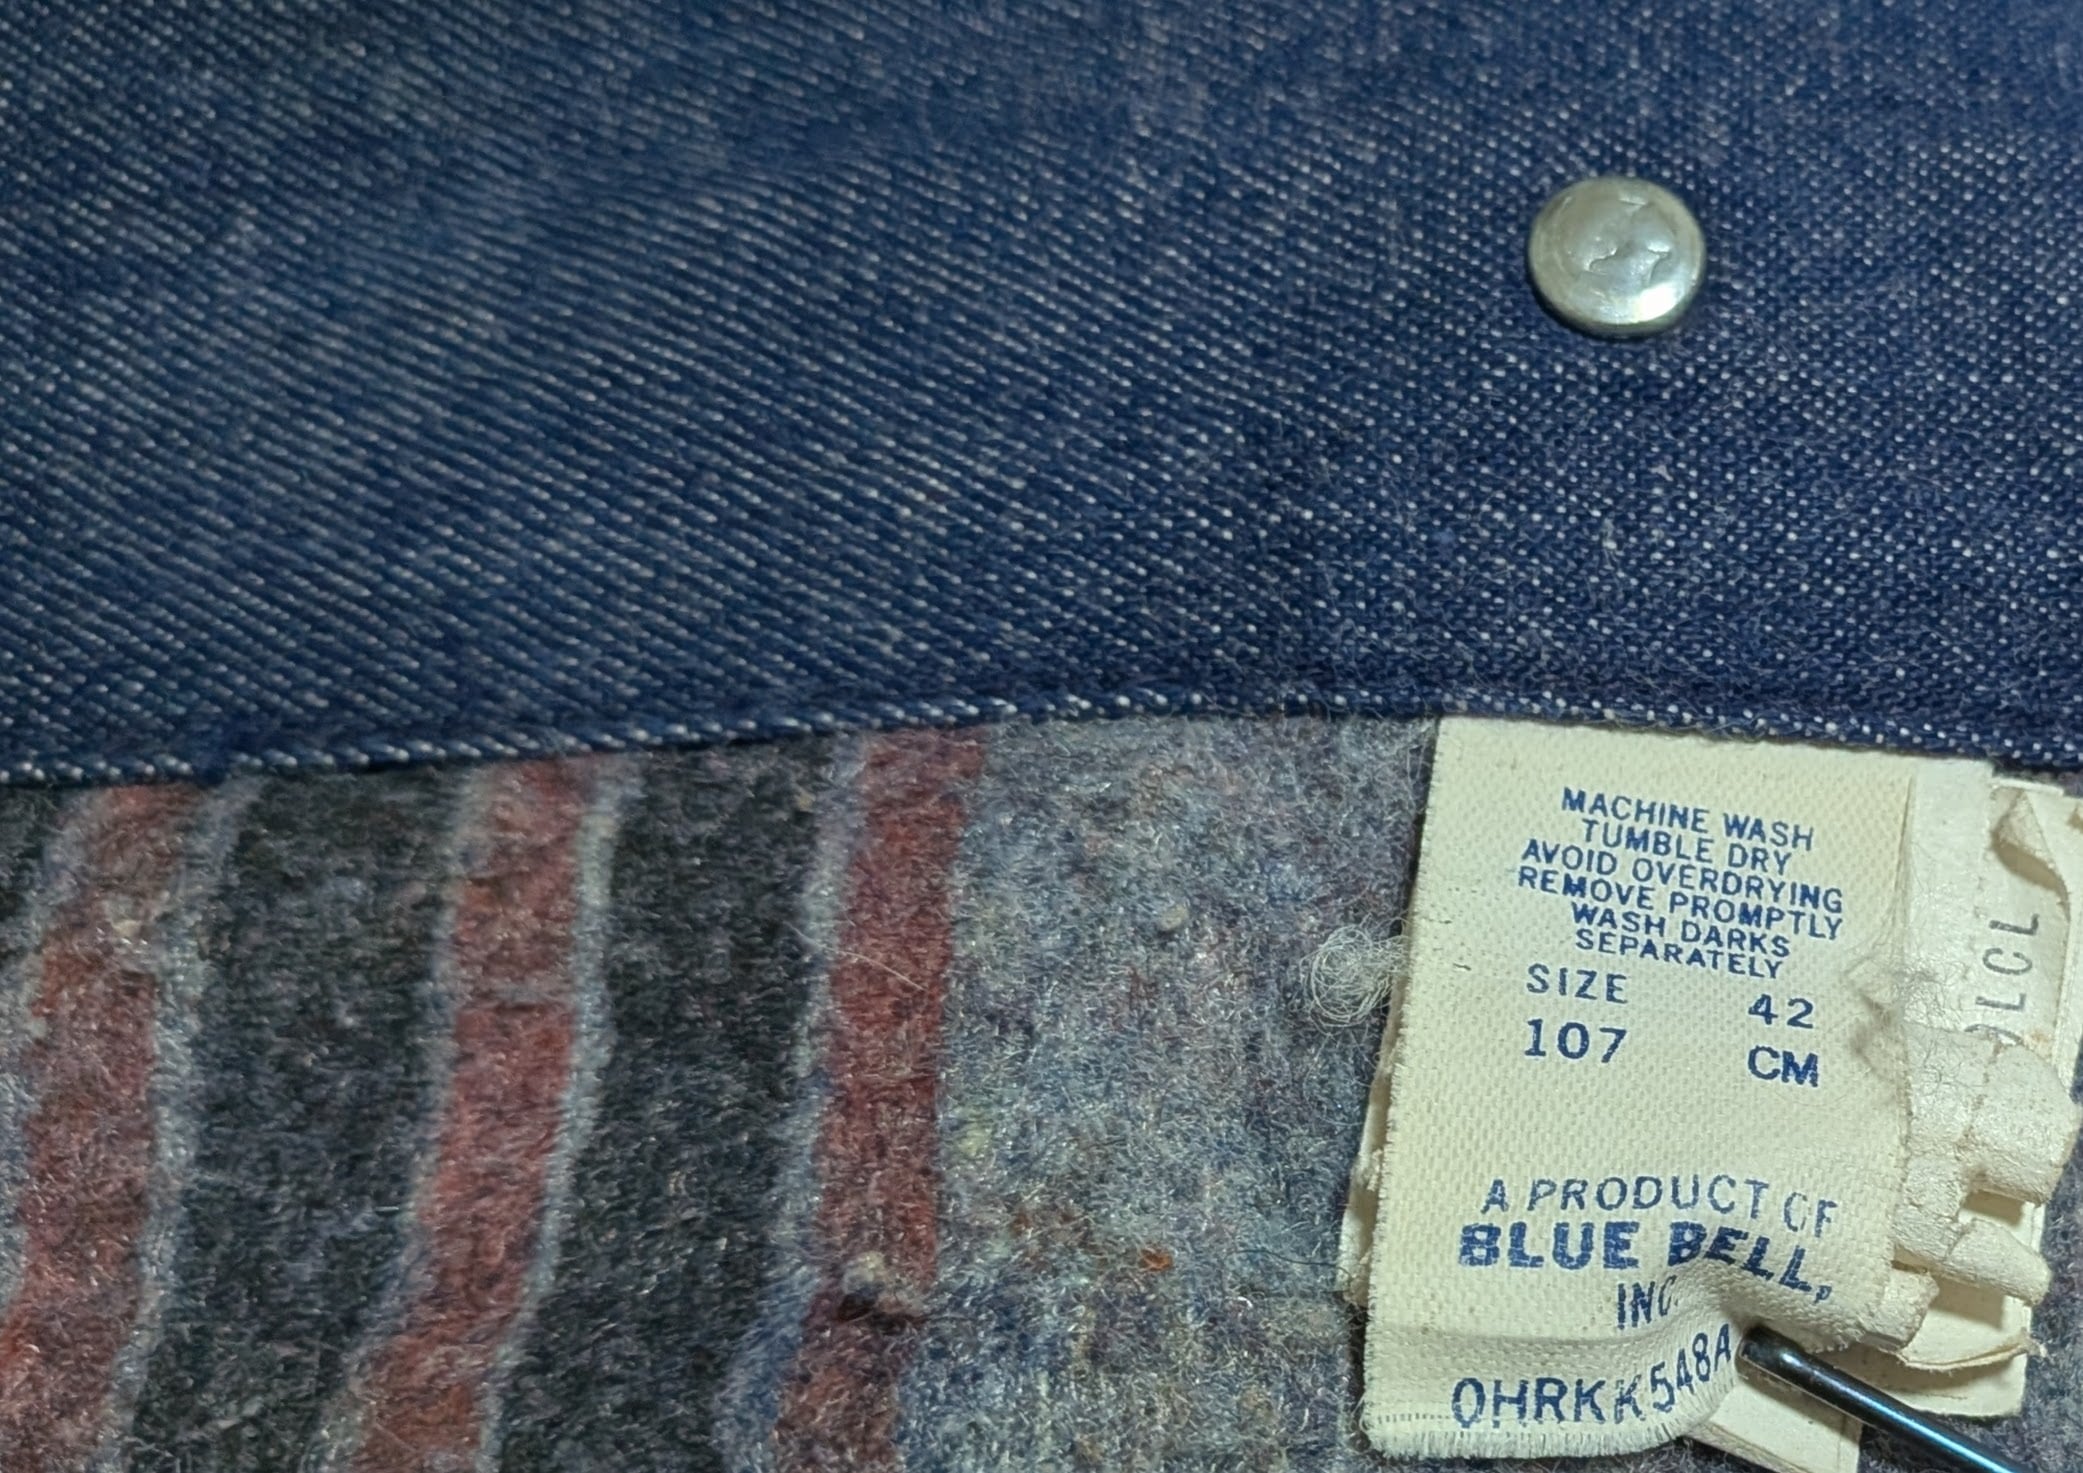 MACHINE WASH
TUMBLE DRY
AVOID OVERDRYING
REMOVE PROMPTLY
WASH DARKS
SEPARATELY
SIZE 42
107 CM
A PRODUCT OF
BLUE BELL,
INC.
OHRKK548A